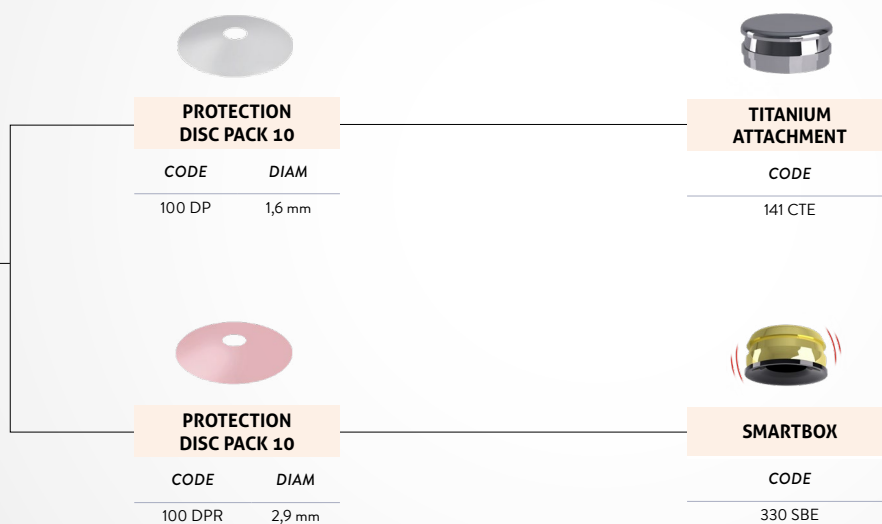 PROTECTION
DISC PACK 10
CODE DIAM
100 DP 1,6 mm
TITANIUM
ATTACHMENT
CODE
141 CTE
PROTECTION
DISC PACK 10
CODE DIAM
100 DPR 2,9 mm
SMARTBOX
CODE
330 SBE